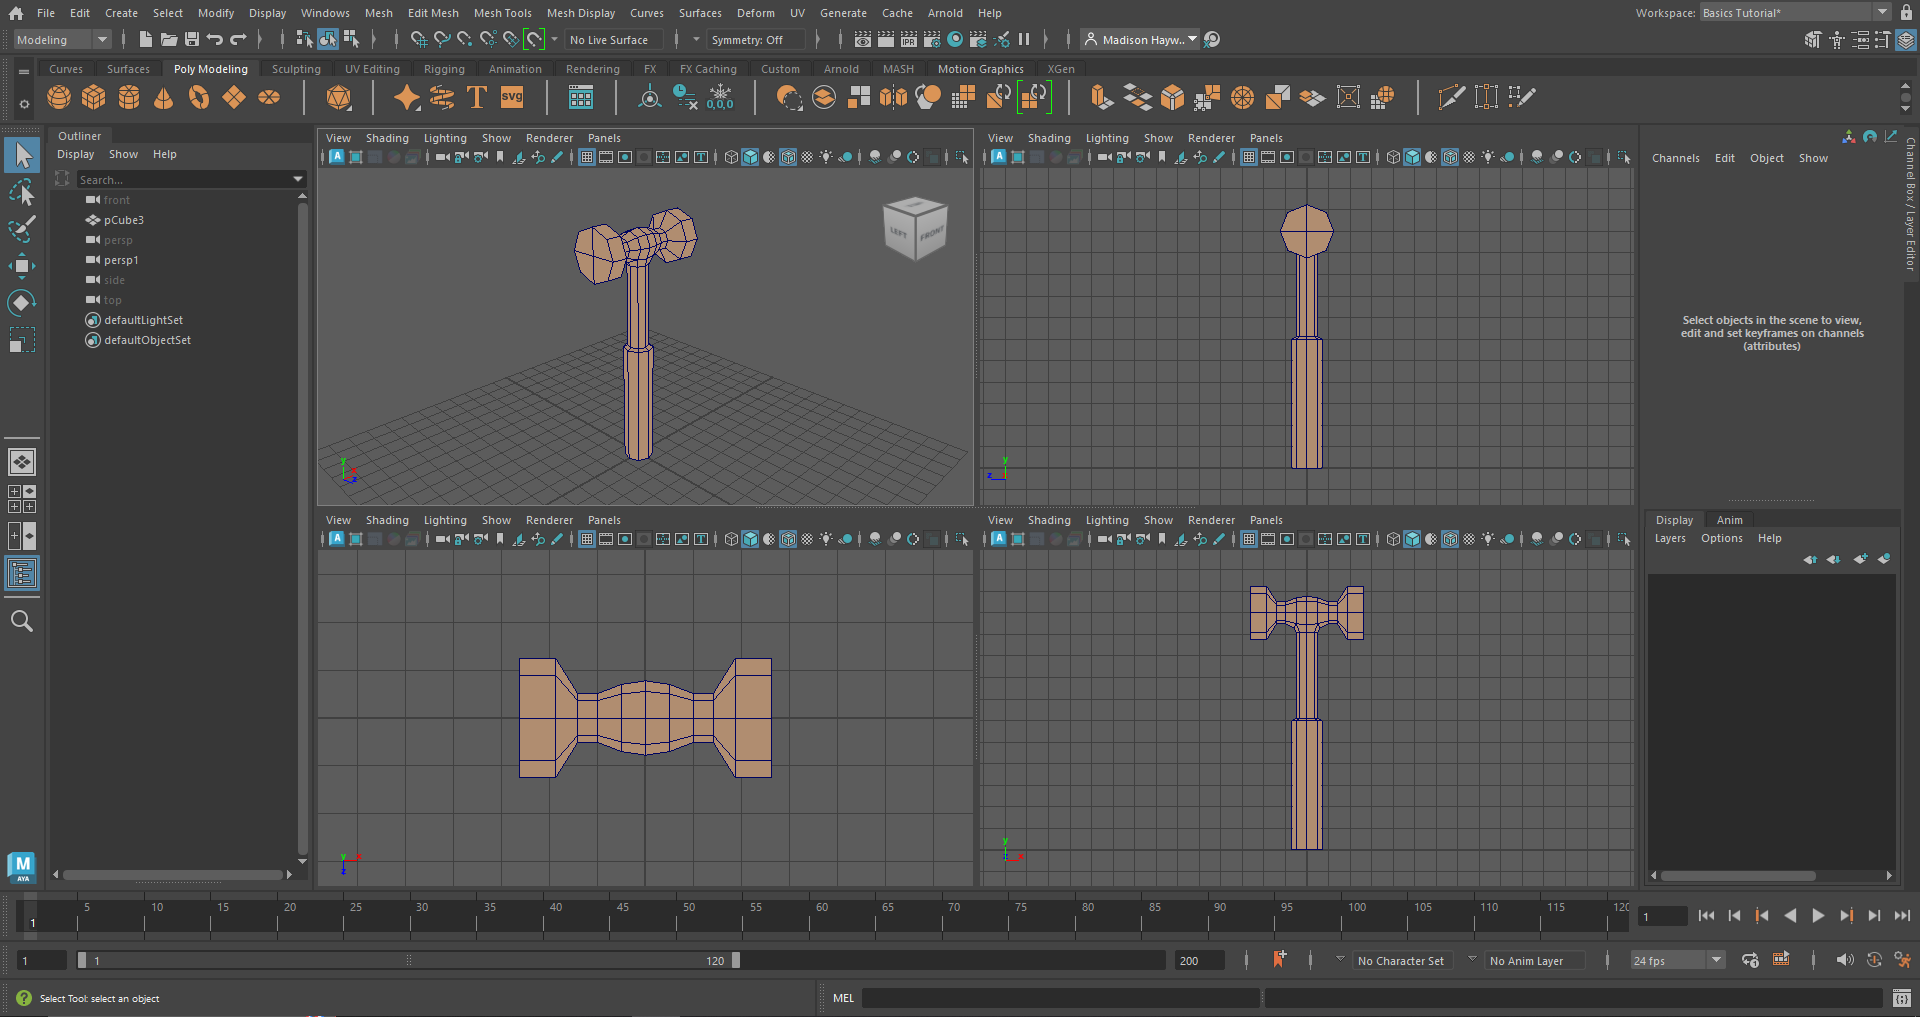 File Edit Create Select Modify Display Windows Mesh Edit Mesh Mesh Tools Mesh Display Curves Surfaces Deform UV Generate Cache Arnold Help Workspace: Basics Tutorial*
Modeling No Live Surface Symmetry: Off IPR Madison Hayw..
Curves Surfaces Poly Modeling Sculpting UV Editing Rigging Animation Rendering FX FX Caching Custom Arnold MASH Motion Graphics XGen
T svg 0,0,0
Outliner
Display Show Help
Search...
front
pCube3
persp
persp1
side
top
defaultLightSet
defaultObjectSet
View Shading Lighting Show Renderer Panels
LEFT FRONT
y x z
View Shading Lighting Show Renderer Panels
y z
View Shading Lighting Show Renderer Panels
y x z
View Shading Lighting Show Renderer Panels
y z x
Channels Edit Object Show
Channel Box / Layer Editor
Select objects in the scene to view,
edit and set keyframes on channels
(attributes)
Display Anim
Layers Options Help
M
AYA
5 10 15 20 25 30 35 40 45 50 55 60 65 70 75 80 85 90 95 100 105 110 115 120
1 1
1 1 120 200 No Character Set No Anim Layer 24 fps
Select Tool: select an object MEL